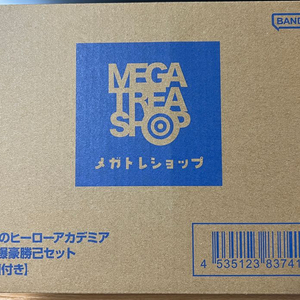 BAND
MEGA
TREA
SHOP
メガトレショップ
のヒーローアカデミア
爆豪勝己セット
付き】
4 535123 83741